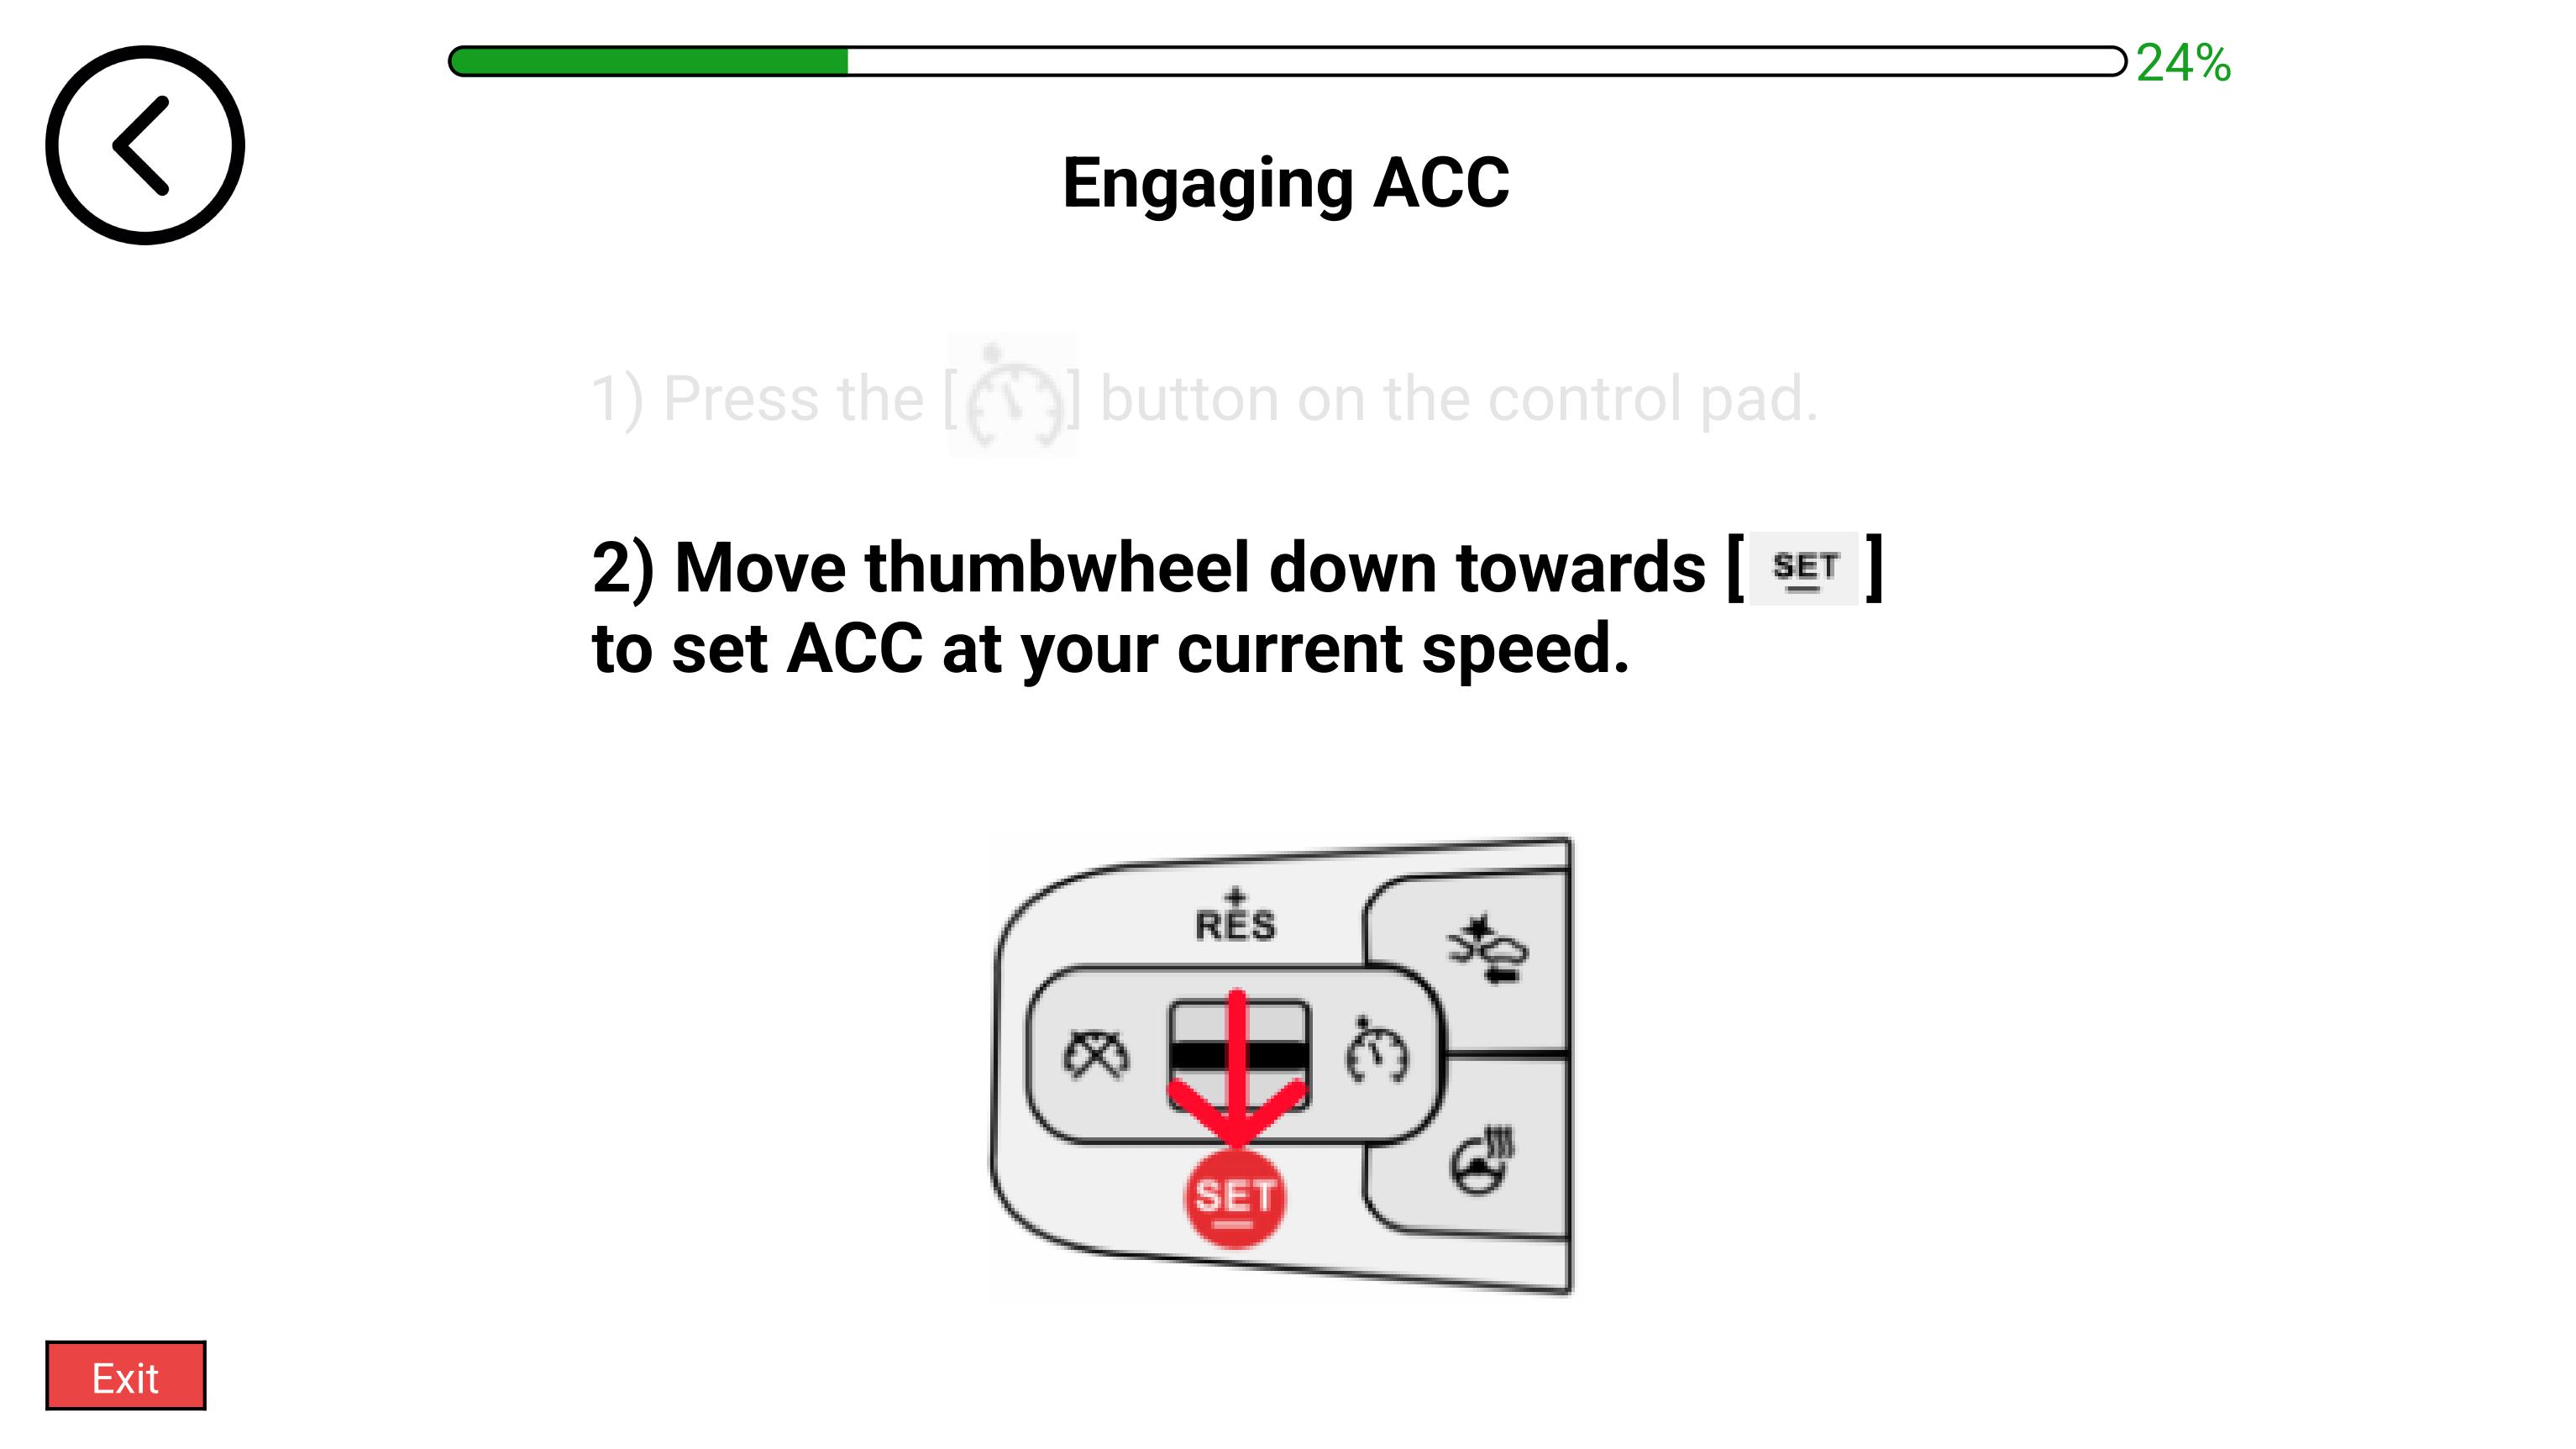 24%
Engaging ACC
1) Press the [ ] button on the control pad.
2) Move thumbwheel down towards [ SET ]
to set ACC at your current speed.
+
RES
SET
Exit